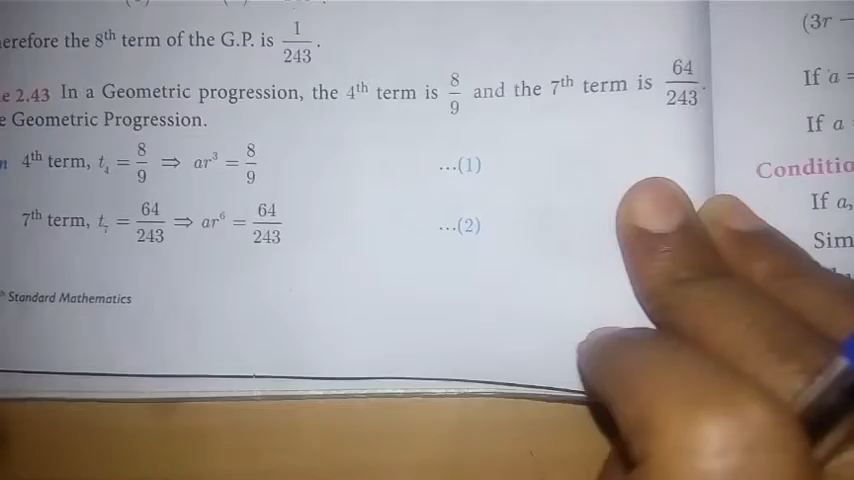 erefore the 8th term of the G.P. is 1/243.
e 2.43 In a Geometric progression, the 4th term is 8/9 and the 7th term is 64/243.
e Geometric Progression.
n 4th term, t₄ = 8/9 ⇒ ar³ = 8/9 ...(1)
7th term, t₇ = 64/243 ⇒ ar⁶ = 64/243 ...(2)
th Standard Mathematics
(3r −
If a =
If a
Conditio
If a,
Sim